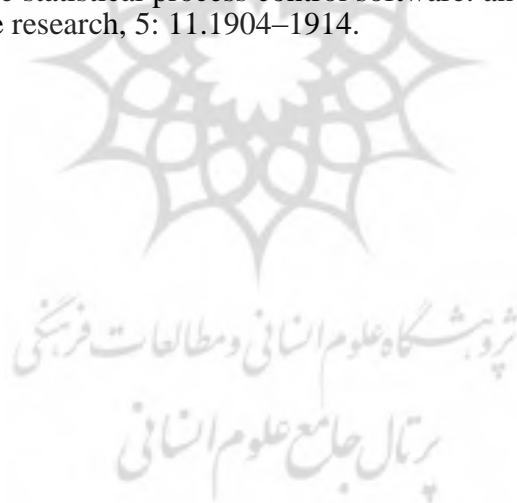 statistical process control software: an
research, 5: 11.1904–1914.
پژوهشگاه علوم انسانی و مطالعات فرهنگی
پرتال جامع علوم انسانی